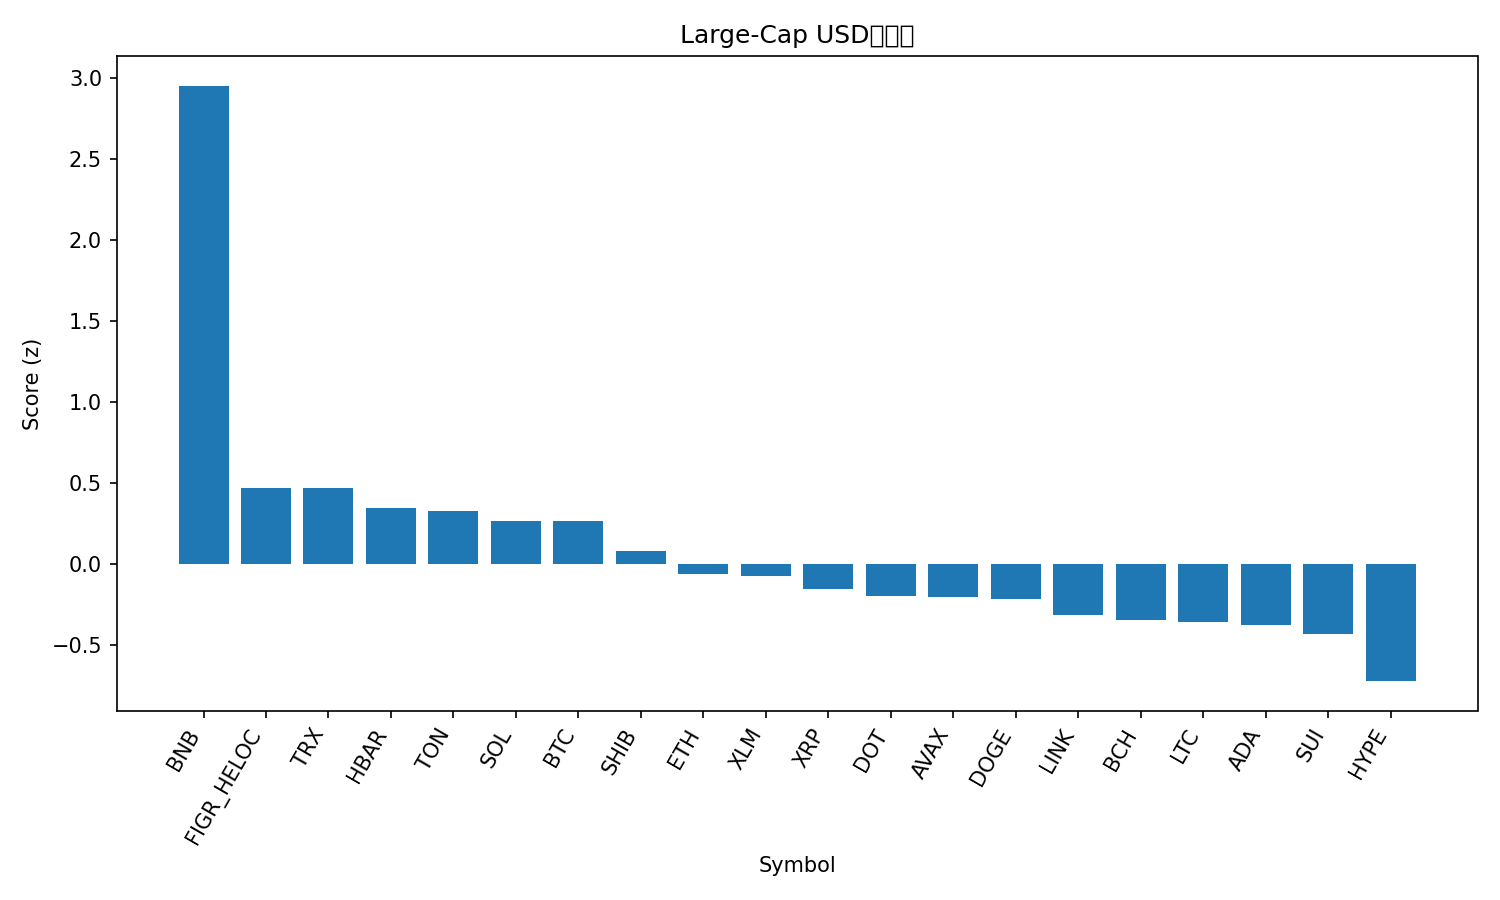 Large-Cap USD
3.0
2.5
2.0
1.5
1.0
0.5
0.0
−0.5
Score (z)
BNB
FIGR_HELOC
TRX
HBAR
TON
SOL
BTC
SHIB
ETH
XLM
XRP
DOT
AVAX
DOGE
LINK
BCH
LTC
ADA
SUI
HYPE
Symbol